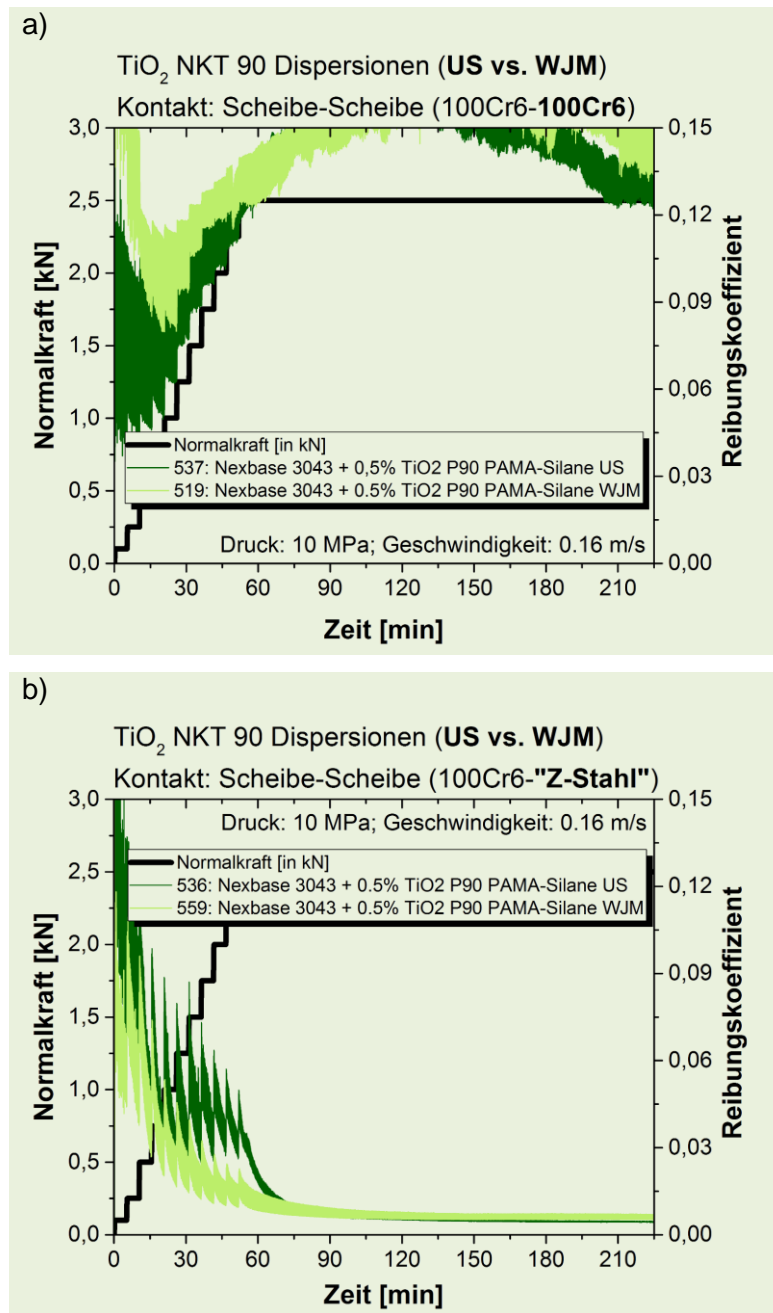 a)
TiO2 NKT 90 Dispersionen (US vs. WJM)
Kontakt: Scheibe-Scheibe (100Cr6-100Cr6)
3,0
2,5
2,0
1,5
1,0
0,5
0,0
Normalkraft [kN]
0,15
0,12
0,09
0,06
0,03
0,00
Reibungskoeffizient
Normalkraft [in kN]
537: Nexbase 3043 + 0,5% TiO2 P90 PAMA-Silane US
519: Nexbase 3043 + 0.5% TiO2 P90 PAMA-Silane WJM
Druck: 10 MPa; Geschwindigkeit: 0.16 m/s
0 30 60 90 120 150 180 210
Zeit [min]
b)
TiO2 NKT 90 Dispersionen (US vs. WJM)
Kontakt: Scheibe-Scheibe (100Cr6-"Z-Stahl")
3,0
2,5
2,0
1,5
1,0
0,5
0,0
Normalkraft [kN]
0,15
0,12
0,09
0,06
0,03
0,00
Reibungskoeffizient
Druck: 10 MPa; Geschwindigkeit: 0.16 m/s
Normalkraft [in kN]
536: Nexbase 3043 + 0.5% TiO2 P90 PAMA-Silane US
559: Nexbase 3043 + 0.5% TiO2 P90 PAMA-Silane WJM
0 30 60 90 120 150 180 210
Zeit [min]